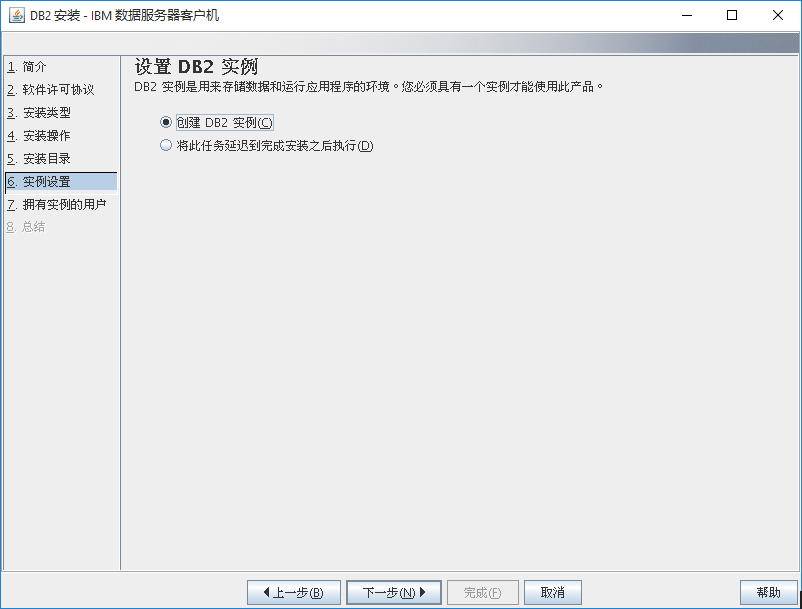 DB2 安装 - IBM 数据服务器客户机
1. 简介
2. 软件许可协议
3. 安装类型
4. 安装操作
5. 安装目录
6. 实例设置
7. 拥有实例的用户
8. 总结
设置 DB2 实例
DB2 实例是用来存储数据和运行应用程序的环境。您必须具有一个实例才能使用此产品。
创建 DB2 实例(C)
将此任务延迟到完成安装之后执行(D)
上一步(B)
下一步(N)
完成(F)
取消
帮助